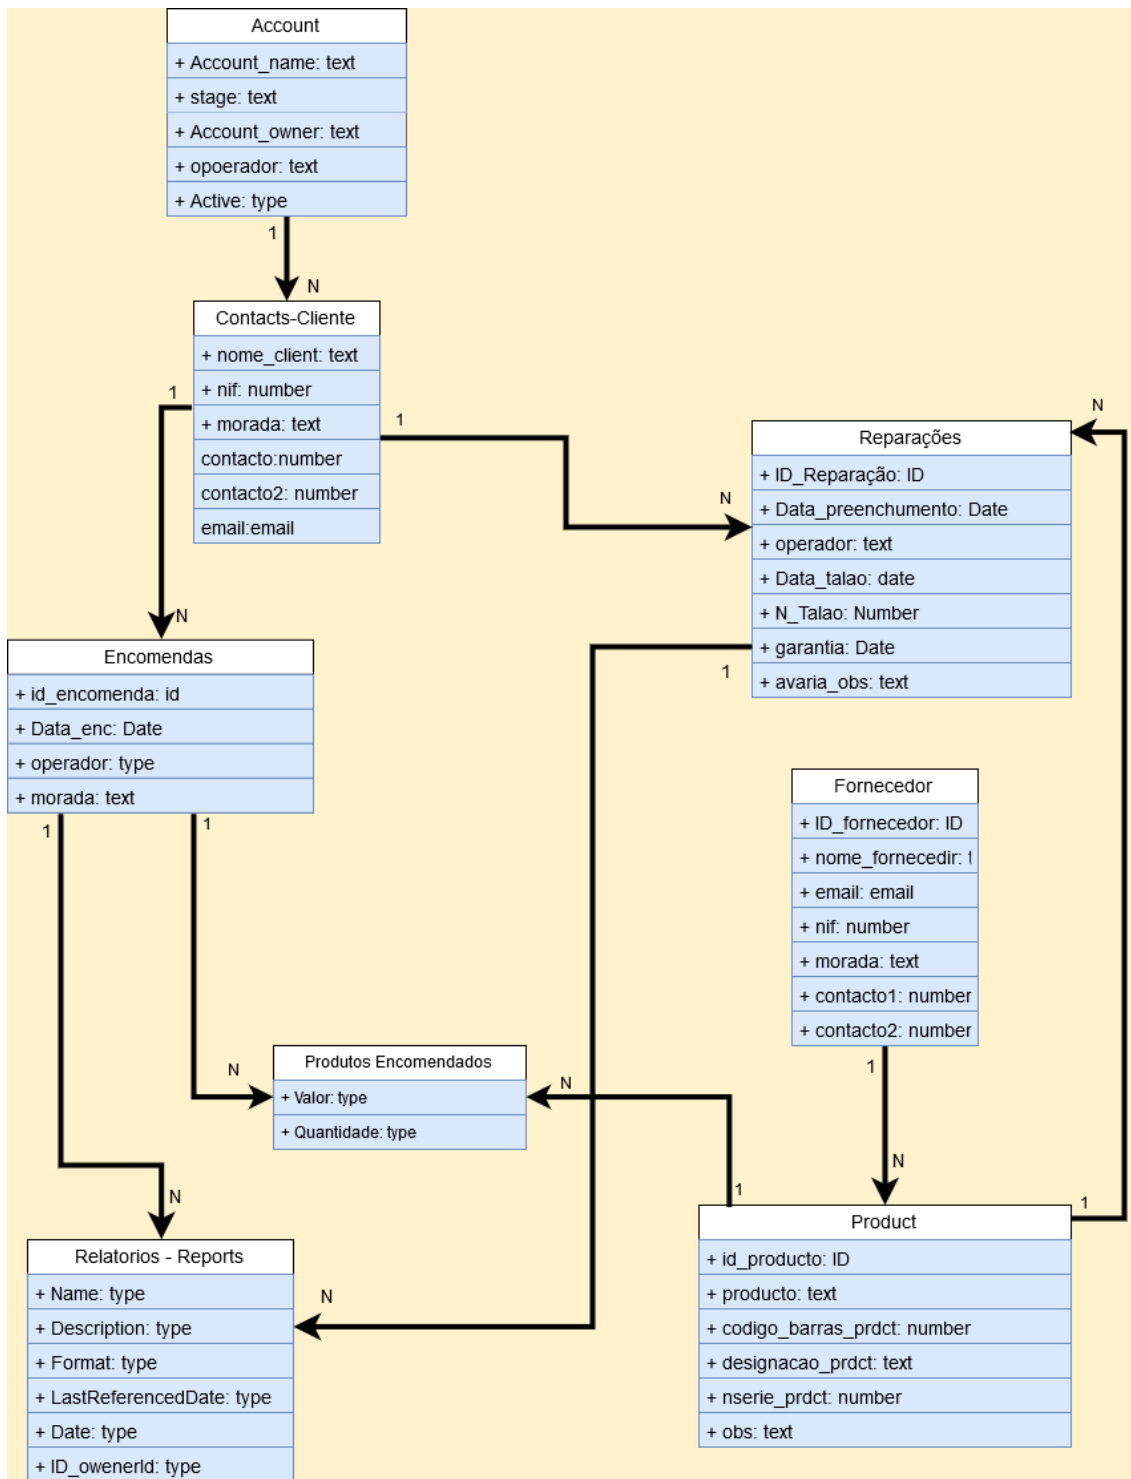 Account
+ Account_name: text
+ stage: text
+ Account_owner: text
+ opoerador: text
+ Active: type
1
N
Contacts-Cliente
+ nome_client: text
+ nif: number
+ morada: text
contacto:number
contacto2: number
email:email
1
1
N
N
N
Reparações
+ ID_Reparação: ID
+ Data_preenchumento: Date
+ operador: text
+ Data_talao: date
+ N_Talao: Number
+ garantia: Date
+ avaria_obs: text
1
Encomendas
+ id_encomenda: id
+ Data_enc: Date
+ operador: type
+ morada: text
1
1
Fornecedor
+ ID_fornecedor: ID
+ nome_fornecedir: t
+ email: email
+ nif: number
+ morada: text
+ contacto1: number
+ contacto2: number
1
N
N
Produtos Encomendados
+ Valor: type
+ Quantidade: type
N
1
1
N
Product
+ id_producto: ID
+ producto: text
+ codigo_barras_prdct: number
+ designacao_prdct: text
+ nserie_prdct: number
+ obs: text
N
N
Relatorios - Reports
+ Name: type
+ Description: type
+ Format: type
+ LastReferencedDate: type
+ Date: type
+ ID_owenerId: type